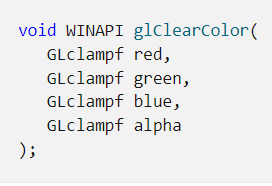 void WINAPI glClearColor(
   GLclampf red,
   GLclampf green,
   GLclampf blue,
   GLclampf alpha
);